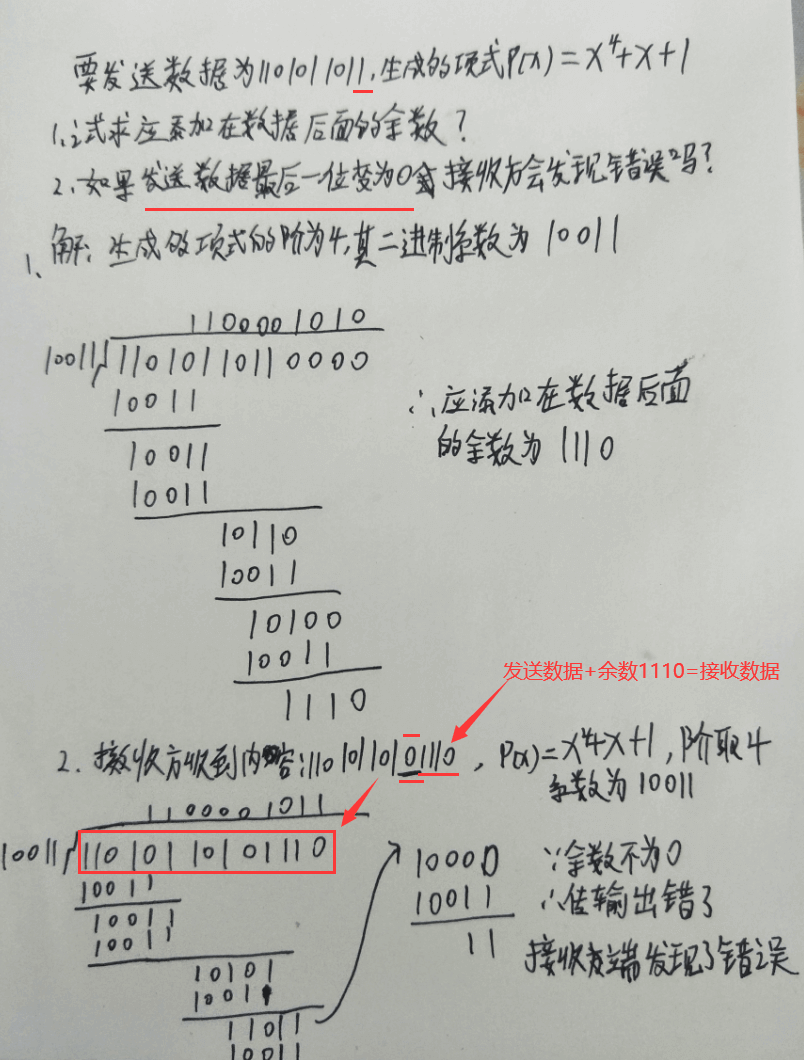 要发送数据为1101011011,生成多项式P(x)=x⁴+x+1
1、试求应添加在数据后面的余数?
2、如果发送数据最后一位变为0 接收方会发现错误吗?
1、解:生成多项式的阶为4,其二进制系数为10011
1100001010
10011 11010110110000
10011
10011
10011
∴应添加在数据后面
的余数为1110
10110
10011
10100
10011
1110
发送数据+余数1110=接收数据
2.接收方收到内容:11010110101110,P(x)=x⁴+x+1,阶取4
系数为10011
1100001011
10011 11010110101110
10011
10011
10011
10101
10011
11011
10011
10000
10011
11
∵余数不为0
∴传输出错了
接收端发现了错误